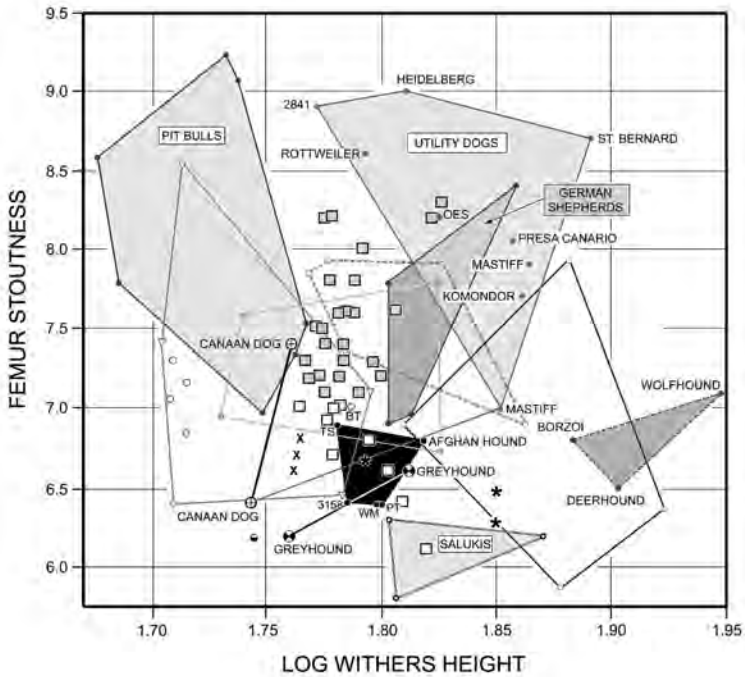 9.5
9.0
8.5
8.0
7.5
7.0
6.5
6.0
FEMUR STOUTNESS
HEIDELBERG
2841
PIT BULLS
UTILITY DOGS
ST. BERNARD
ROTTWEILER
GERMAN
SHEPHERDS
OES
PRESA CANARIO
MASTIFF
KOMONDOR
CANAAN DOG
WOLFHOUND
BT
MASTIFF
TS
BORZOI
X
AFGHAN HOUND
X
*
X
GREYHOUND
*
DEERHOUND
CANAAN DOG
3158
WM
PT
*
GREYHOUND
SALUKIS
1.70
1.75
1.80
1.85
1.90
1.95
LOG WITHERS HEIGHT